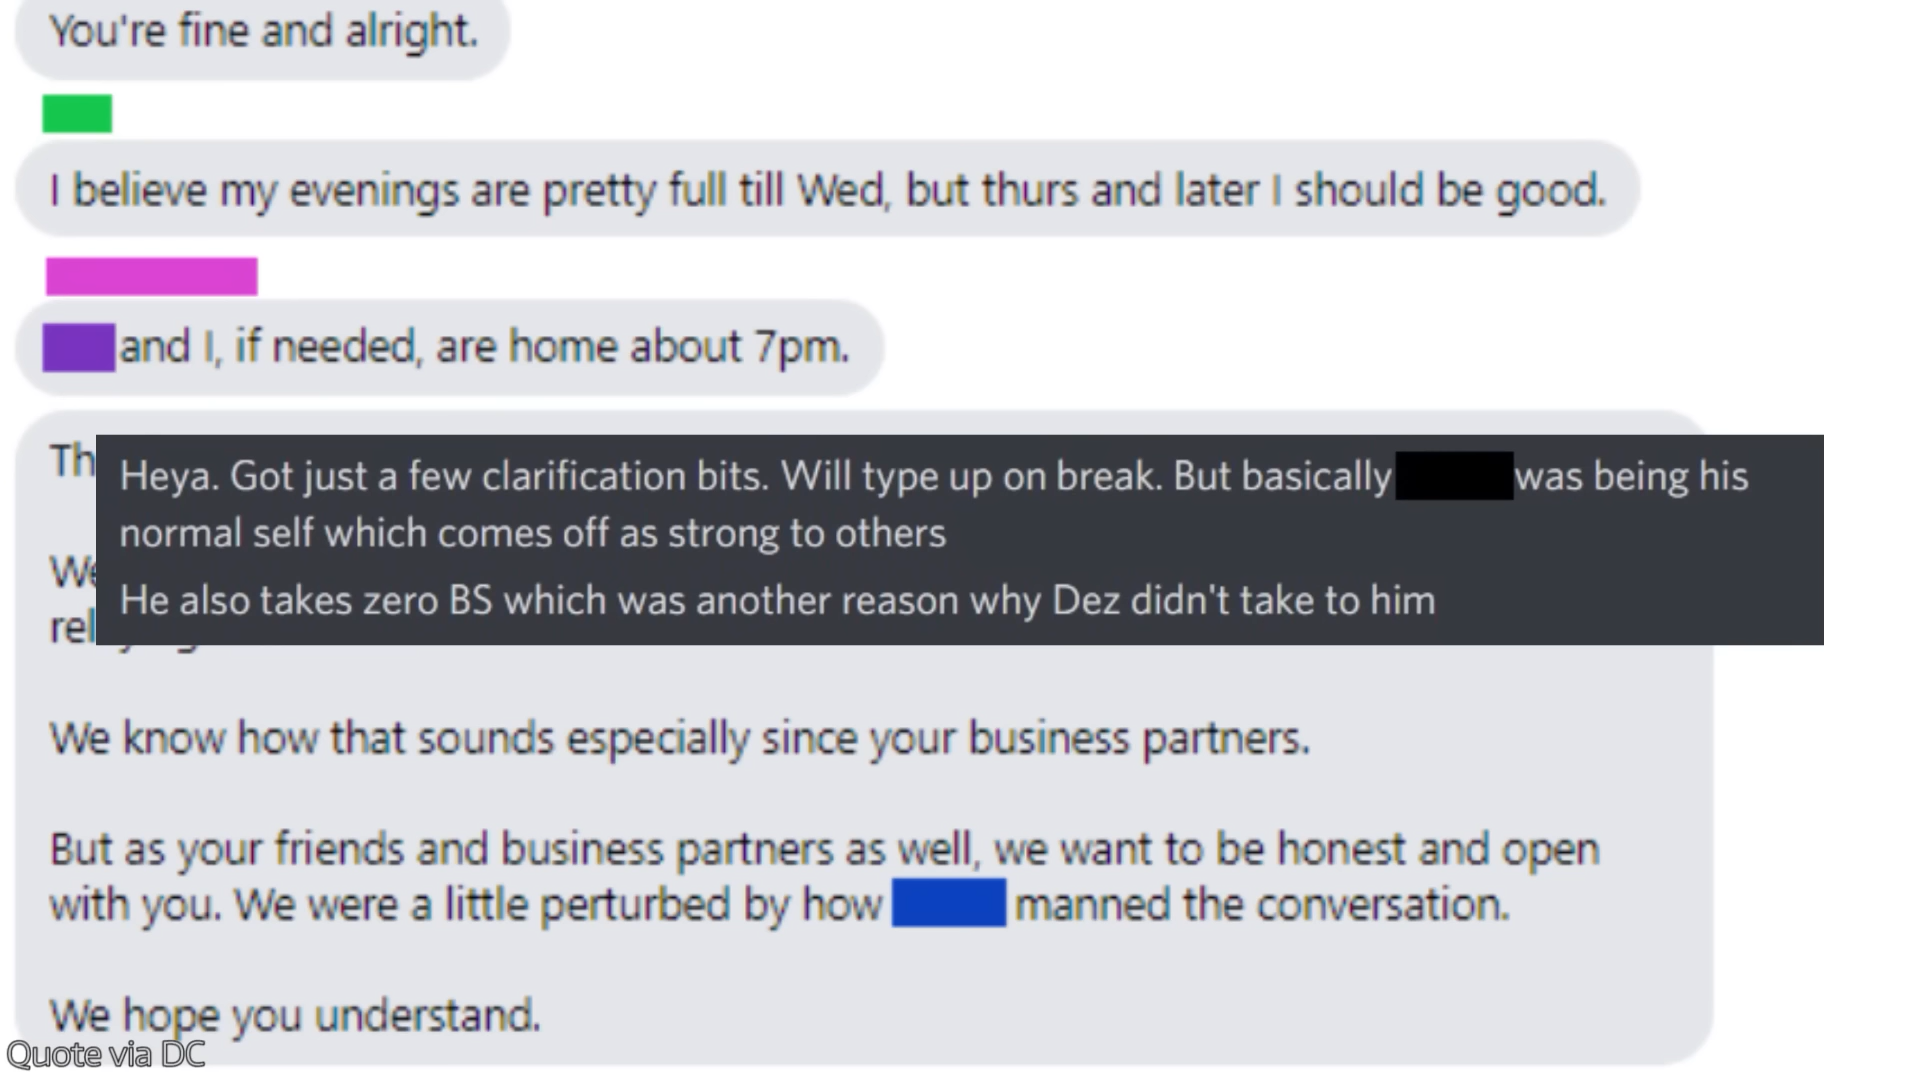 You're fine and alright.
I believe my evenings are pretty full till Wed, but thurs and later I should be good.
and I, if needed, are home about 7pm.
Th
Heya. Got just a few clarification bits. Will type up on break. But basically was being his
normal self which comes off as strong to others
We
He also takes zero BS which was another reason why Dez didn't take to him
rel
We know how that sounds especially since your business partners.
But as your friends and business partners as well, we want to be honest and open
with you. We were a little perturbed by how manned the conversation.
We hope you understand.
Quote via DC